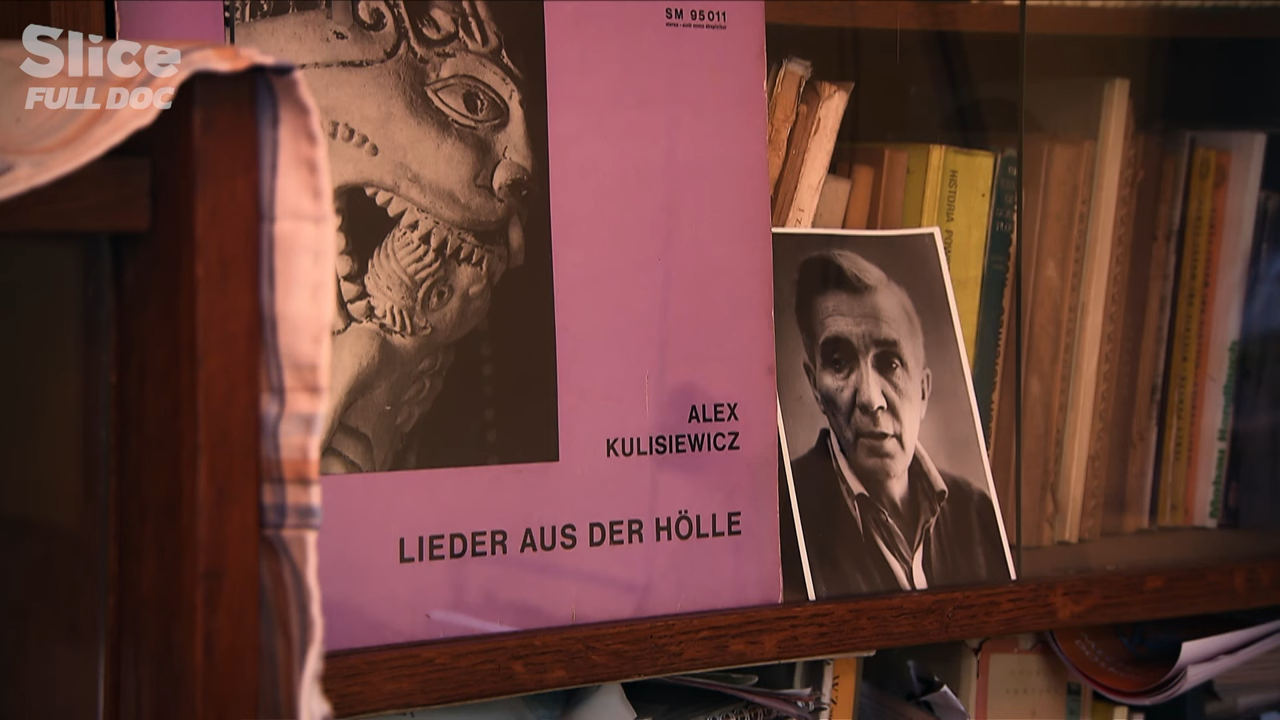 Slice
FULL DOC
SM 95011
ALEX
KULISIEWICZ
LIEDER AUS DER HÖLLE
HISTORIA